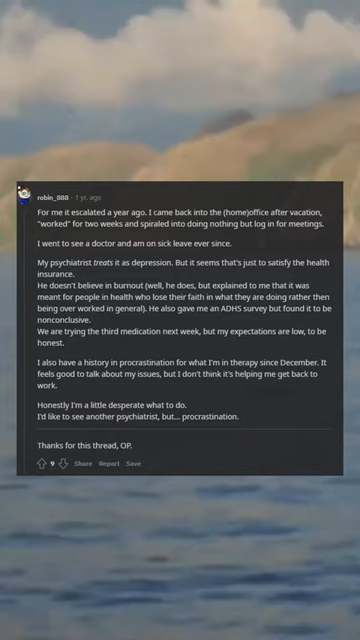 robin_888 · 1 yr. ago
For me it escalated a year ago. I came back into the (home)office after vacation,
"worked" for two weeks and spiraled into doing nothing but log in for meetings.
I went to see a doctor and am on sick leave ever since.
My psychiatrist treats it as depression. But it seems that's just to satisfy the health
insurance.
He doesn't believe in burnout (well, he does, but explained to me that it was
meant for people in health who lose their faith in what they are doing rather then
being over worked in general). He also gave me an ADHS survey but found it to be
nonconclusive.
We are trying the third medication next week, but my expectations are low, to be
honest.
I also have a history in procrastination for what I'm in therapy since December. It
feels good to talk about my issues, but I don't think it's helping me get back to
work.
Honestly I'm a little desperate what to do.
I'd like to see another psychiatrist, but... procrastination.
Thanks for this thread, OP.
9 Share Report Save